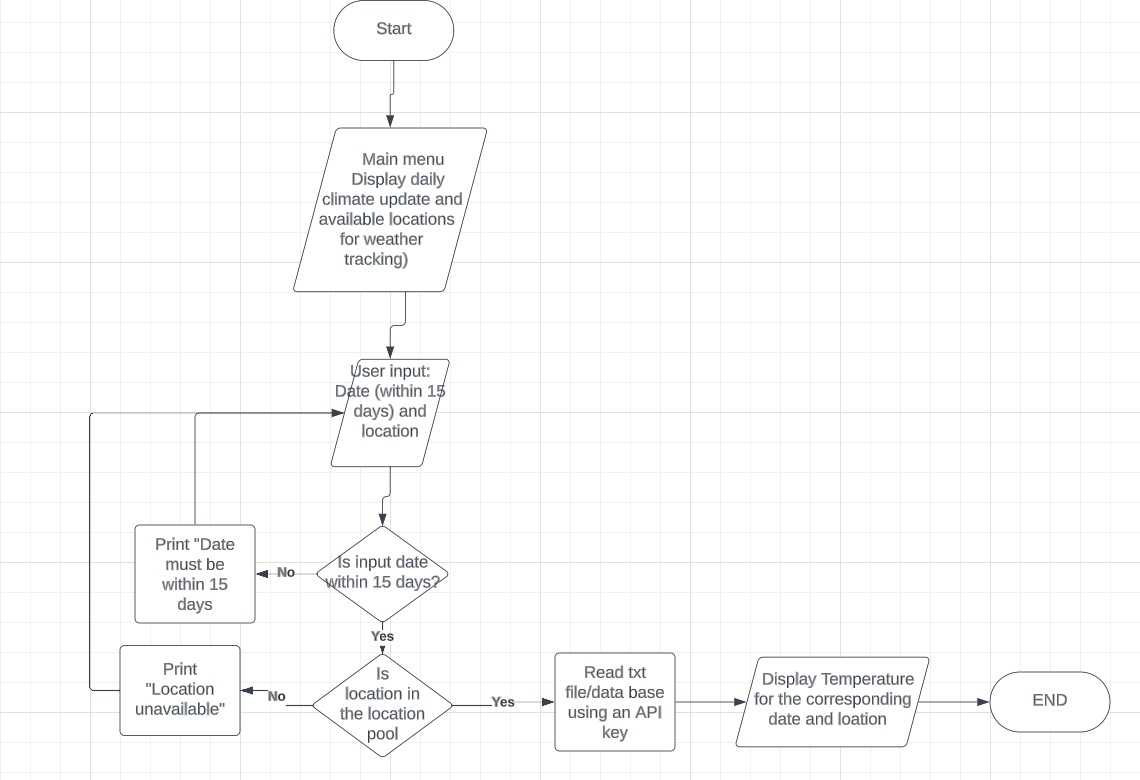 Start
Main menu
Display daily
climate update and
available locations
for weather
tracking)
User input:
Date (within 15
days) and
location
Is input date
within 15 days?
No
Print "Date
must be
within 15
days
Yes
Is
location in
the location
pool
No
Print
"Location
unavailable"
Yes
Read txt
file/data base
using an API
key
Display Temperature
for the corresponding
date and loation
END